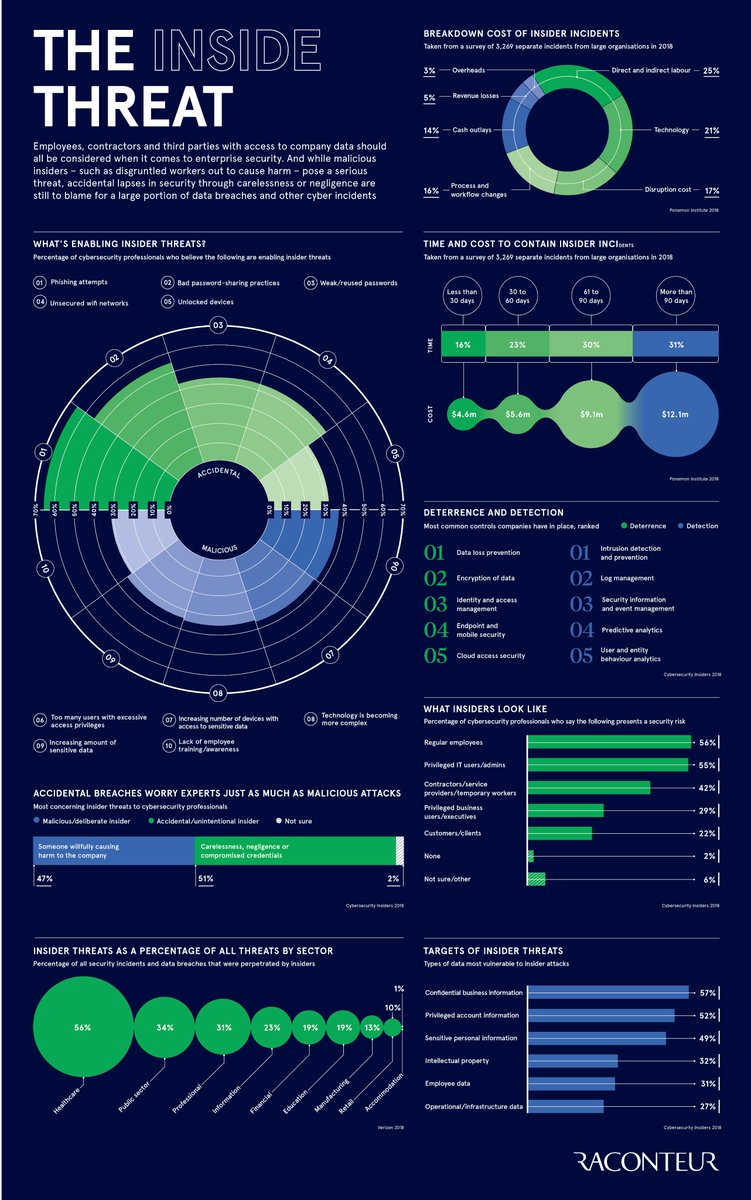 THE INSIDE
THREAT
Employees, contractors and third parties with access to company data should
all be considered when it comes to enterprise security. And while malicious
insiders – such as disgruntled workers out to cause harm – pose a serious
threat, accidental lapses in security through carelessness or negligence are
still to blame for a large portion of data breaches and other cyber incidents
BREAKDOWN COST OF INSIDER INCIDENTS
Taken from a survey of 3,269 separate incidents from large organisations in 2018
3% Overheads
5% Revenue losses
14% Cash outlays
16% Process and
workflow changes
Direct and indirect labour 25%
Technology 21%
Disruption cost 17%
Ponemon Institute 2018
WHAT'S ENABLING INSIDER THREATS?
Percentage of cybersecurity professionals who believe the following are enabling insider threats
01 Phishing attempts
02 Bad password-sharing practices
03 Weak/reused passwords
04 Unsecured wifi networks
05 Unlocked devices
03
02
04
01
05
ACCIDENTAL
70% 60% 50% 40% 30% 20% 10% 0%
0% 10% 20% 30% 40% 50% 60% 70%
MALICIOUS
10
06
09
07
08
06 Too many users with excessive
access privileges
07 Increasing number of devices with
access to sensitive data
08 Technology is becoming
more complex
09 Increasing amount of
sensitive data
10 Lack of employee
training/awareness
TIME AND COST TO CONTAIN INSIDER INCIDENTS
Taken from a survey of 3,269 separate incidents from large organisations in 2018
Less than
30 days
30 to
60 days
61 to
90 days
More than
90 days
TIME
16% 23% 30% 31%
COST
$4.6m $5.6m $9.1m $12.1m
Ponemon Institute 2018
DETERRENCE AND DETECTION
Most common controls companies have in place, ranked
Deterrence Detection
01 Data loss prevention
02 Encryption of data
03 Identity and access
management
04 Endpoint and
mobile security
05 Cloud access security
01 Intrusion detection
and prevention
02 Log management
03 Security information
and event management
04 Predictive analytics
05 User and entity
behaviour analytics
Cybersecurity Insiders 2018
ACCIDENTAL BREACHES WORRY EXPERTS JUST AS MUCH AS MALICIOUS ATTACKS
Most concerning insider threats to cybersecurity professionals
Malicious/deliberate insider Accidental/unintentional insider Not sure
Someone willfully causing
harm to the company
Carelessness, negligence or
compromised credentials
47% 51% 2%
Cybersecurity Insiders 2018
WHAT INSIDERS LOOK LIKE
Percentage of cybersecurity professionals who say the following presents a security risk
Regular employees 56%
Privileged IT users/admins 55%
Contractors/service
providers/temporary workers 42%
Privileged business
users/executives 29%
Customers/clients 22%
None 2%
Not sure/other 6%
Cybersecurity Insiders 2018
INSIDER THREATS AS A PERCENTAGE OF ALL THREATS BY SECTOR
Percentage of all security incidents and data breaches that were perpetrated by insiders
56% 34% 31% 23% 19% 19% 13% 10% 1%
Healthcare
Public sector
Professional
Information
Financial
Education
Manufacturing
Retail
Accommodation
Verizon 2018
TARGETS OF INSIDER THREATS
Types of data most vulnerable to insider attacks
Confidential business information 57%
Privileged account information 52%
Sensitive personal information 49%
Intellectual property 32%
Employee data 31%
Operational/infrastructure data 27%
Cybersecurity Insiders 2018
RACONTEUR